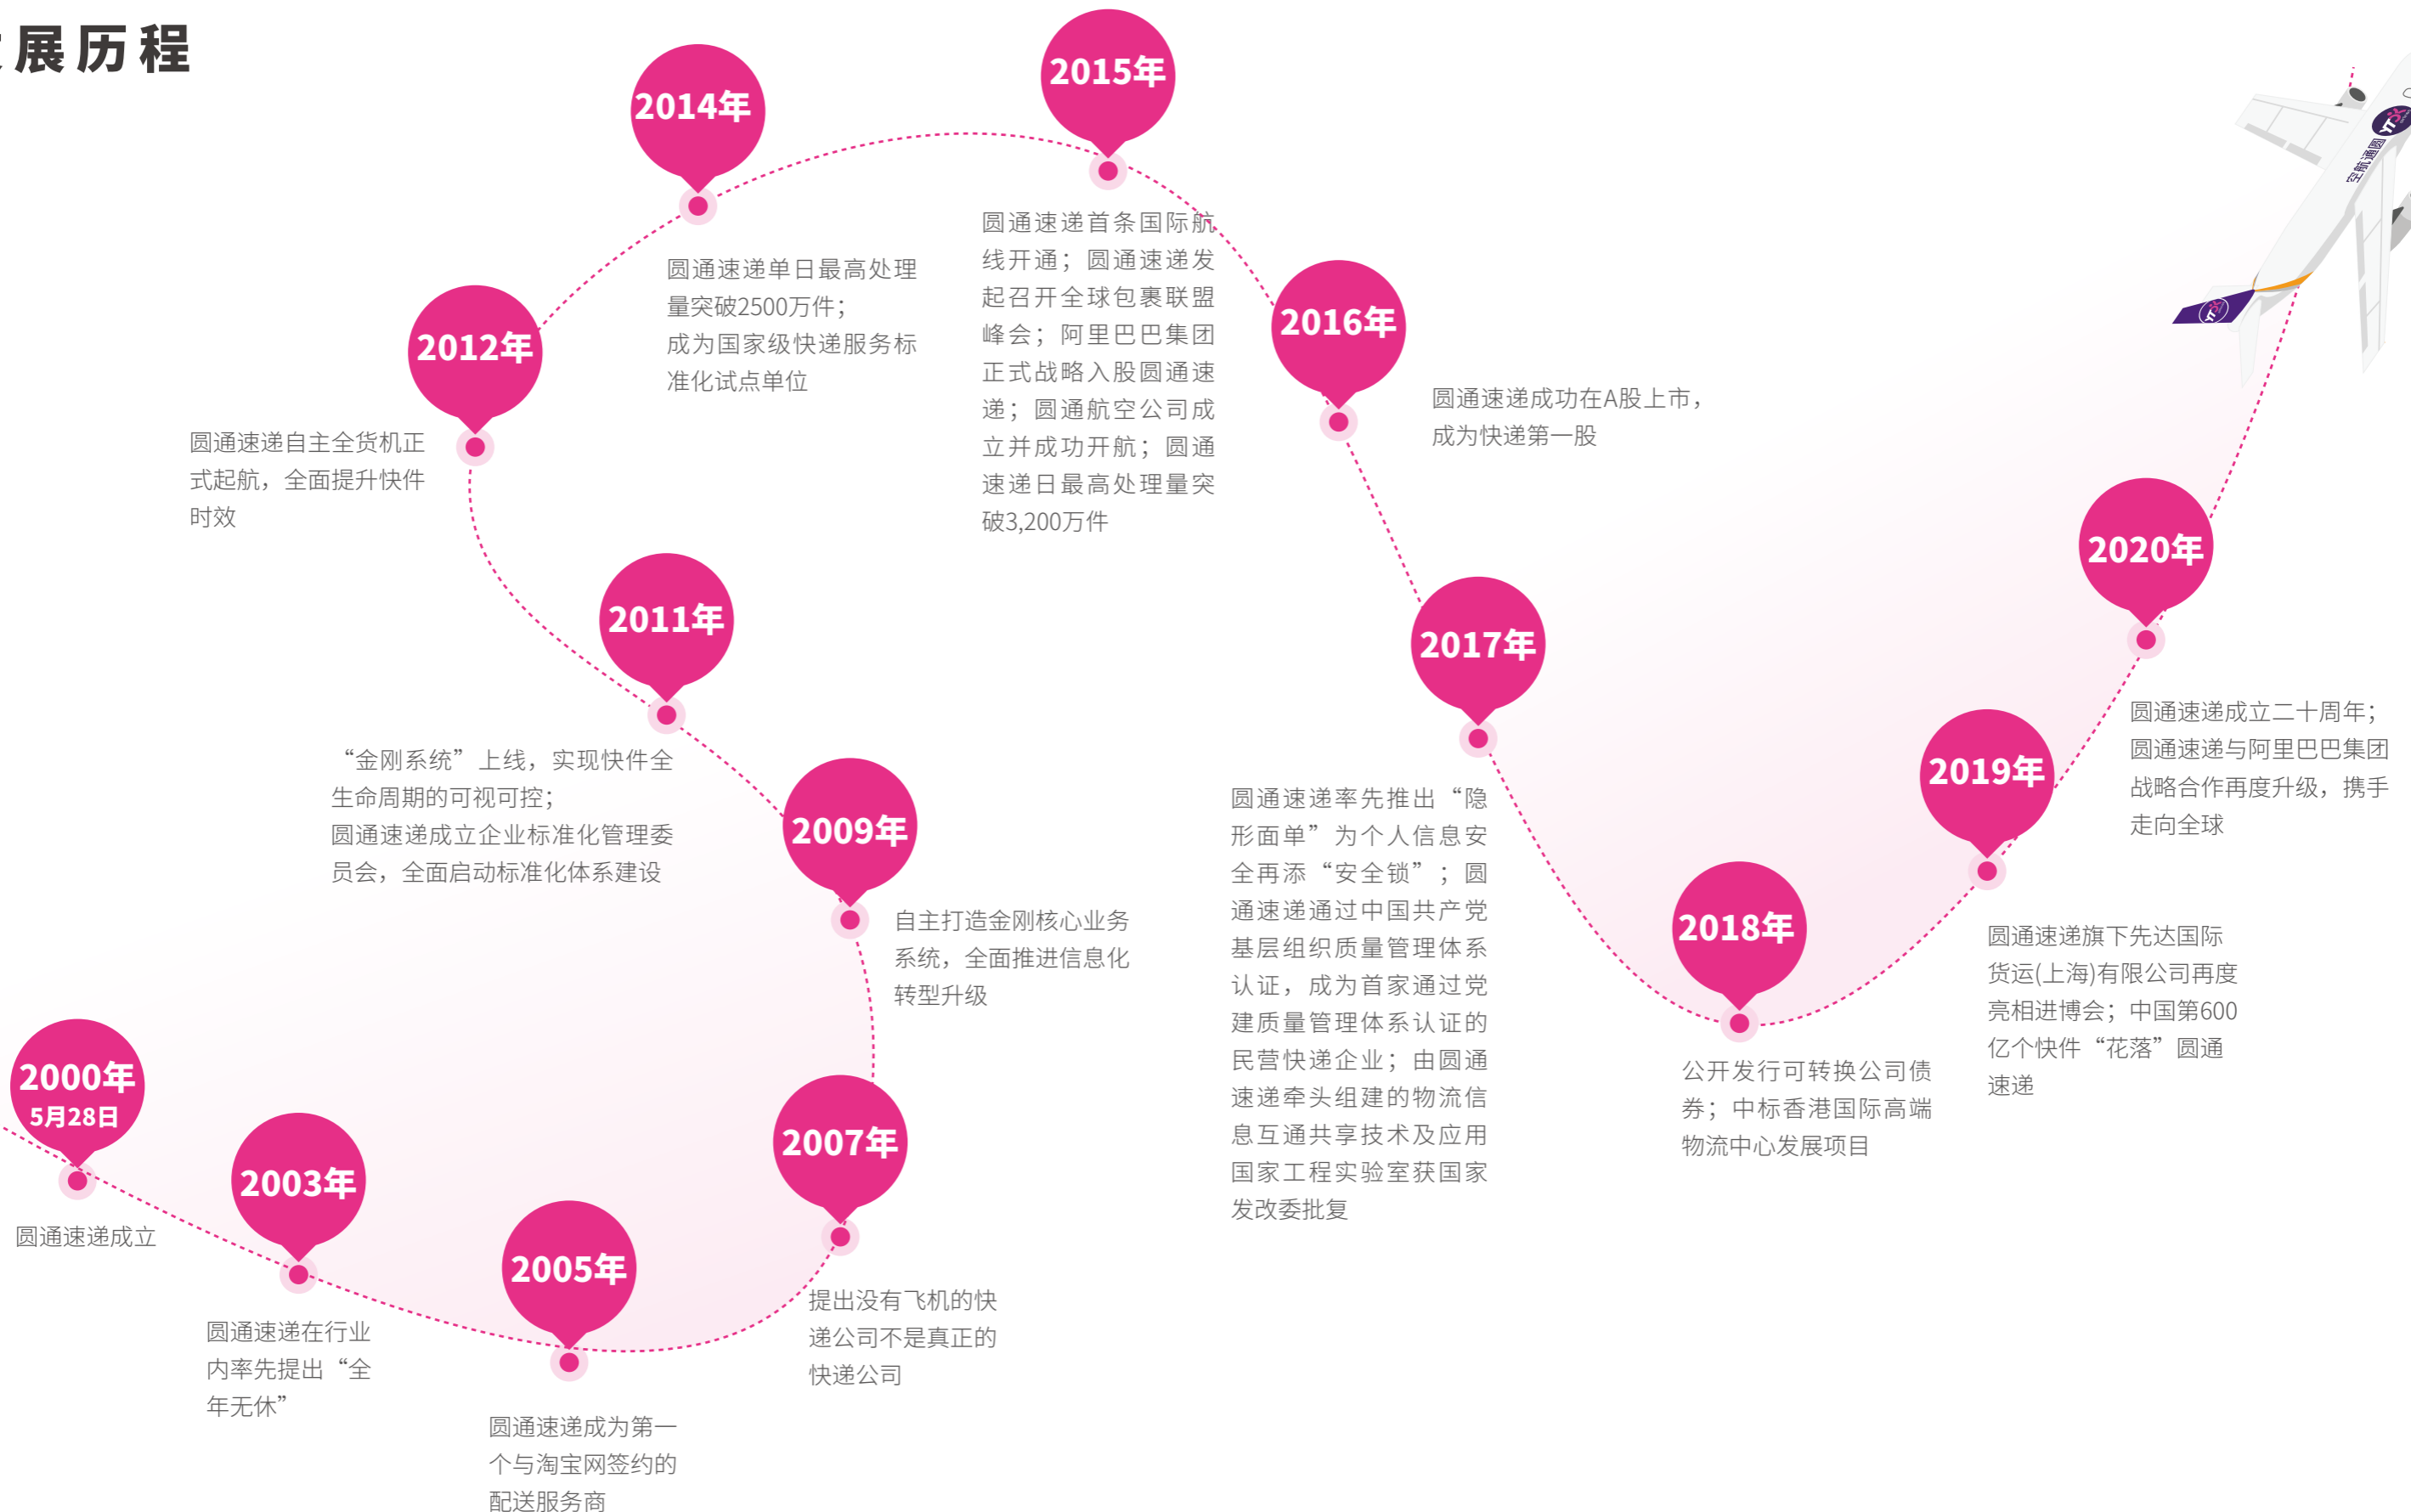 展历程
2000年
5月28日
圆通速递成立
2003年
圆通速递在行业
内率先提出“全
年无休”
2005年
圆通速递成为第一
个与淘宝网签约的
配送服务商
2007年
提出没有飞机的快
递公司不是真正的
快递公司
2009年
自主打造金刚核心业务
系统，全面推进信息化
转型升级
2011年
“金刚系统”上线，实现快件全
生命周期的可视可控；
圆通速递成立企业标准化管理委
员会，全面启动标准化体系建设
2012年
圆通速递自主全货机正
式起航，全面提升快件
时效
2014年
圆通速递单日最高处理
量突破2500万件；
成为国家级快递服务标
准化试点单位
2015年
圆通速递首条国际航
线开通；圆通速递发
起召开全球包裹联盟
峰会；阿里巴巴集团
正式战略入股圆通速
递；圆通航空公司成
立并成功开航；圆通
速递日最高处理量突
破3,200万件
2016年
圆通速递成功在A股上市，
成为快递第一股
2017年
圆通速递率先推出“隐
形面单”为个人信息安
全再添“安全锁”；圆
通速递通过中国共产党
基层组织质量管理体系
认证，成为首家通过党
建质量管理体系认证的
民营快递企业；由圆通
速递牵头组建的物流信
息互通共享技术及应用
国家工程实验室获国家
发改委批复
2018年
公开发行可转换公司债
券；中标香港国际高端
物流中心发展项目
2019年
圆通速递旗下先达国际
货运(上海)有限公司再度
亮相进博会；中国第600
亿个快件“花落”圆通
速递
2020年
圆通速递成立二十周年；
圆通速递与阿里巴巴集团
战略合作再度升级，携手
走向全球
圆通航空
YT
YT